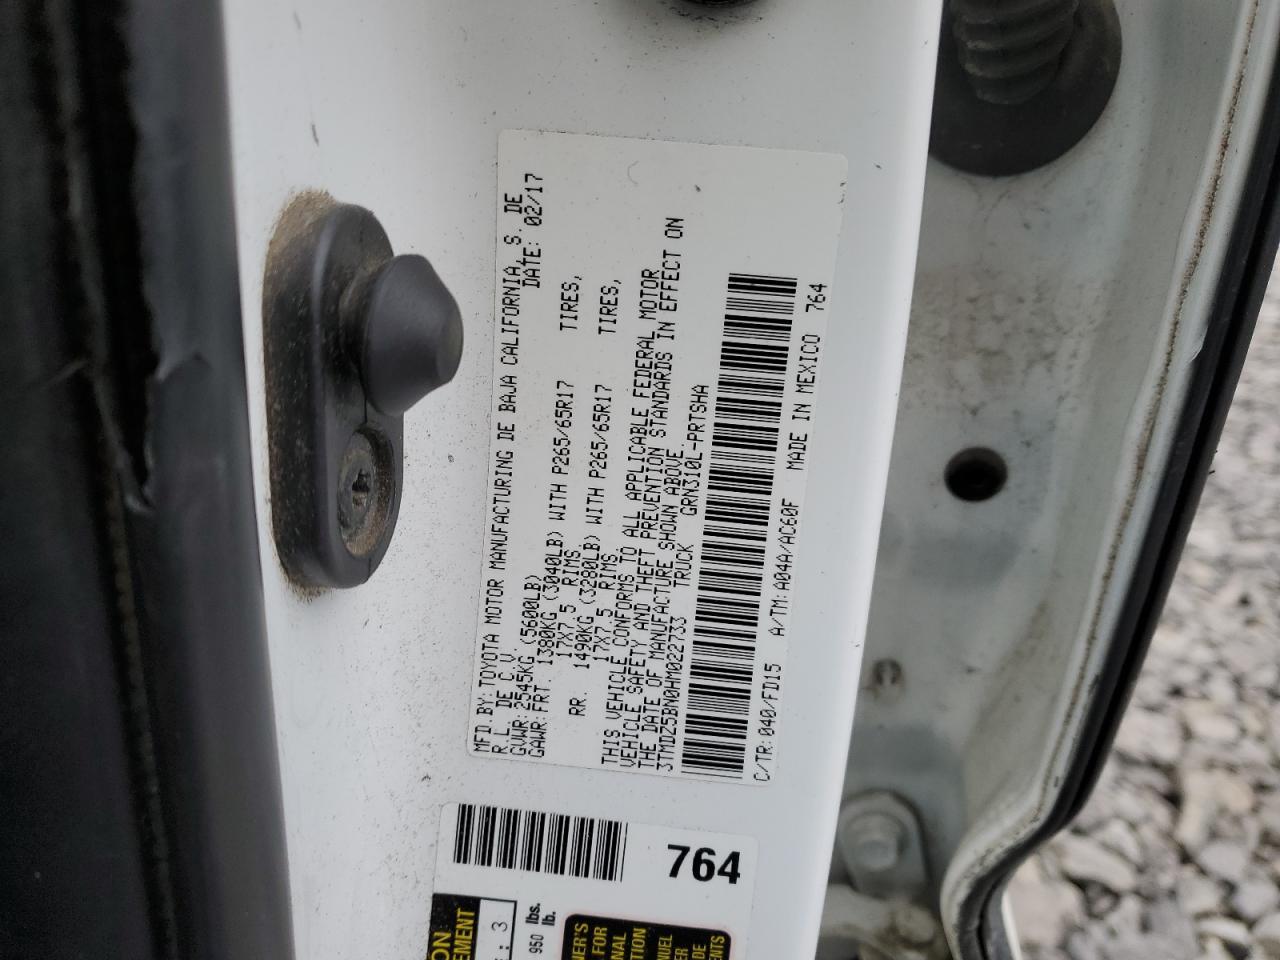 MFD.BY: TOYOTA MOTOR MANUFACTURING DE BAJA CALIFORNIA, S. DE
R.L. DE C.V. DATE: 02/17
GVWR: 2545KG (5600LB)
GAWR: FRT. 1380KG (3040LB) WITH P265/65R17 TIRES,
17X7.5 RIMS.
RR. 1490KG (3280LB) WITH P265/65R17 TIRES,
17X7.5 RIMS.
THIS VEHICLE CONFORMS TO ALL APPLICABLE FEDERAL MOTOR
VEHICLE SAFETY AND THEFT PREVENTION STANDARDS IN EFFECT ON
THE DATE OF MANUFACTURE SHOWN ABOVE.
3TMDZ5BN0HM022733 TRUCK GRN310L-PRTSHA
C/TR: 040/FD15 A/TM: A04A/AC60F MADE IN MEXICO 764
764
: 3
950 lbs.
lb.